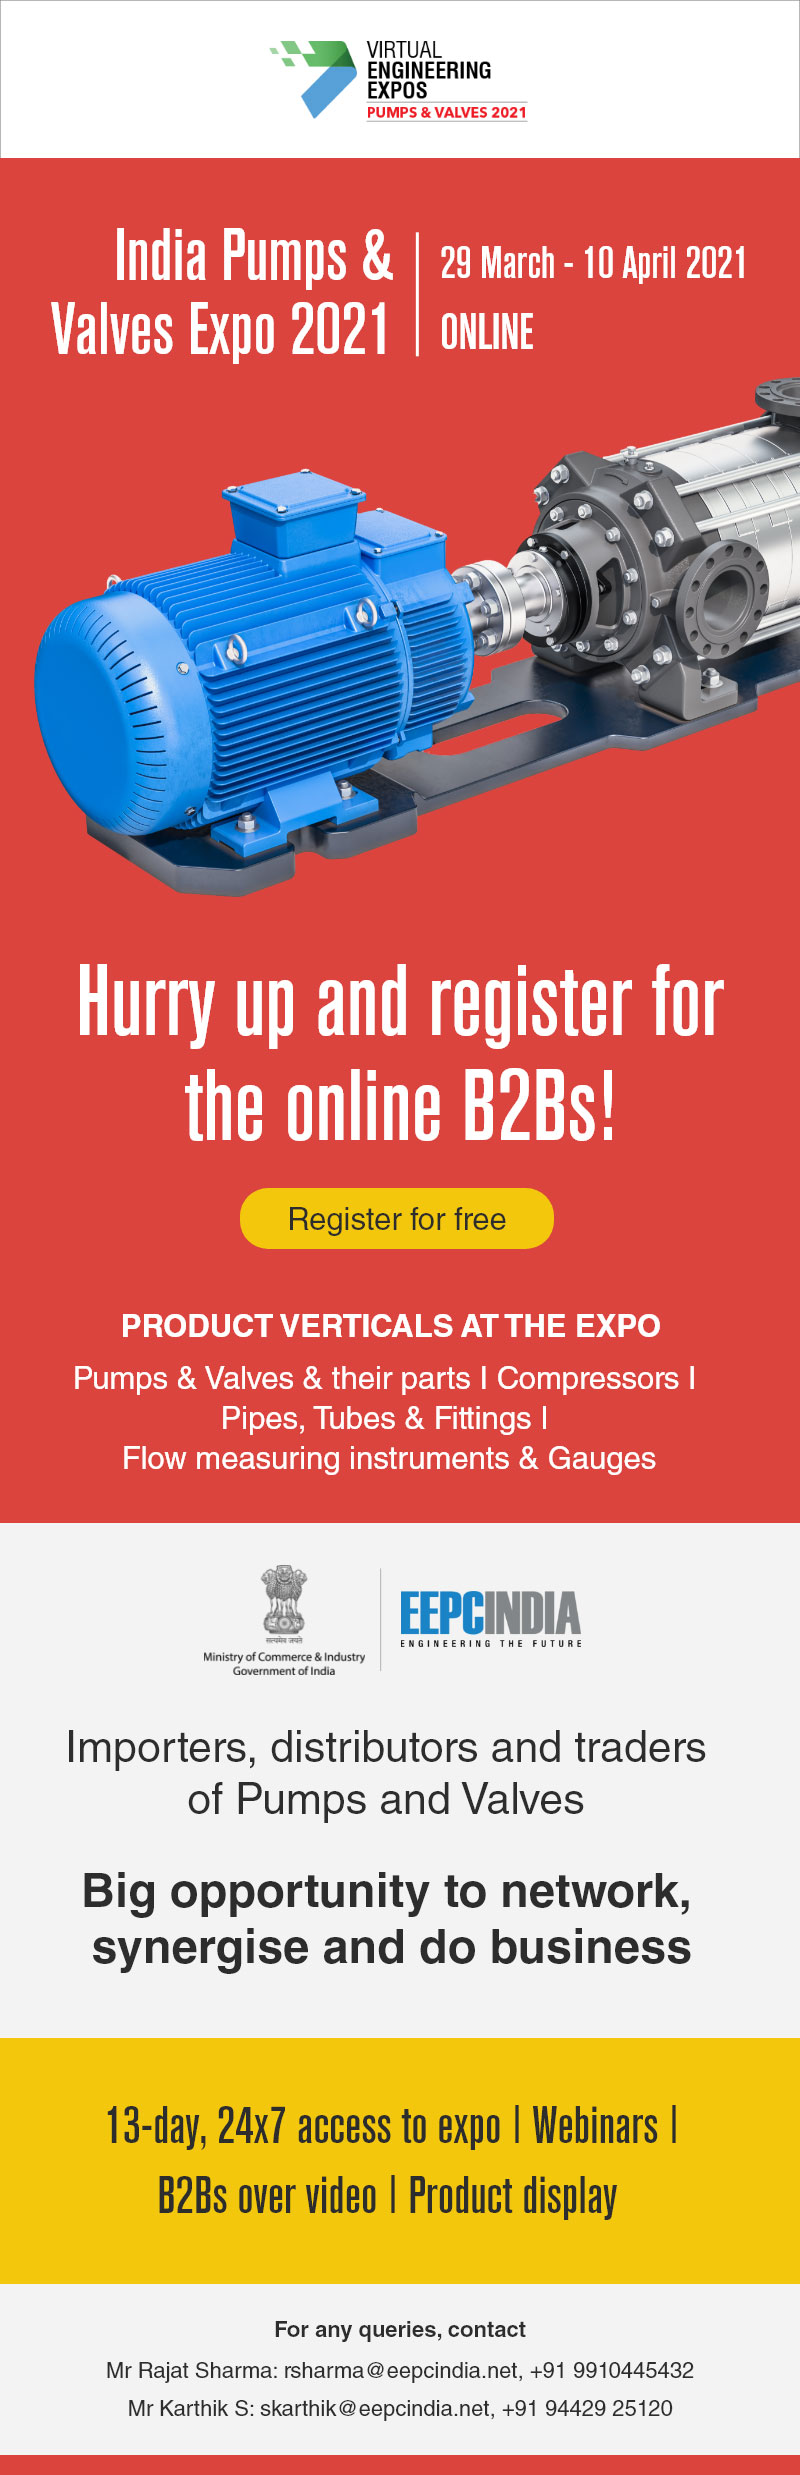 VIRTUAL
ENGINEERING
EXPOS
PUMPS & VALVES 2021
India Pumps &
Valves Expo 2021
29 March - 10 April 2021
ONLINE
Hurry up and register for
the online B2Bs!
Register for free
PRODUCT VERTICALS AT THE EXPO
Pumps & Valves & their parts I Compressors I
Pipes, Tubes & Fittings I
Flow measuring instruments & Gauges
सत्यमेव जयते
Ministry of Commerce & Industry
Government of India
EEPCINDIA
ENGINEERING THE FUTURE
Importers, distributors and traders
of Pumps and Valves
Big opportunity to network,
synergise and do business
13-day, 24x7 access to expo | Webinars |
B2Bs over video | Product display
For any queries, contact
Mr Rajat Sharma: rsharma@eepcindia.net, +91 9910445432
Mr Karthik S: skarthik@eepcindia.net, +91 94429 25120